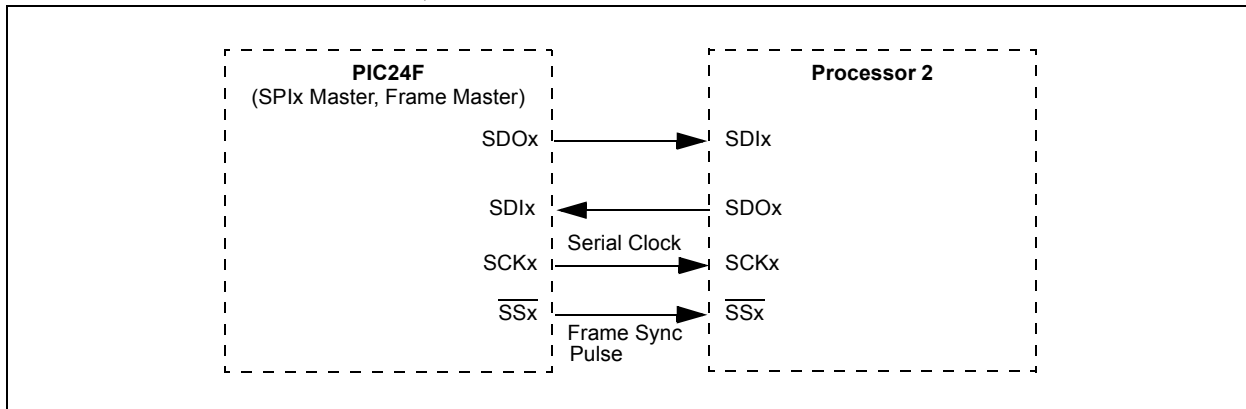 PIC24F
(SPIx Master, Frame Master)
Processor 2
SDOx
SDIx
SDIx
SDOx
Serial Clock
SCKx
SCKx
SSx
SSx
Frame Sync
Pulse